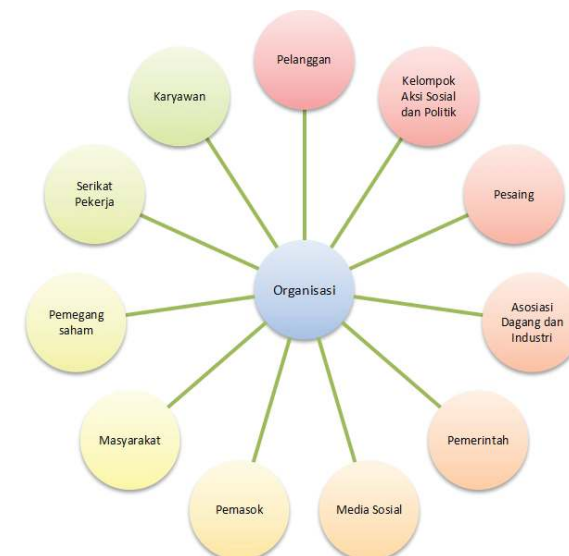 Pelanggan
Kelompok
Aksi Sosial
dan Politik
Pesaing
Asosiasi
Dagang dan
Industri
Pemerintah
Media Sosial
Pemasok
Masyarakat
Pemegang
saham
Serikat
Pekerja
Karyawan
Organisasi